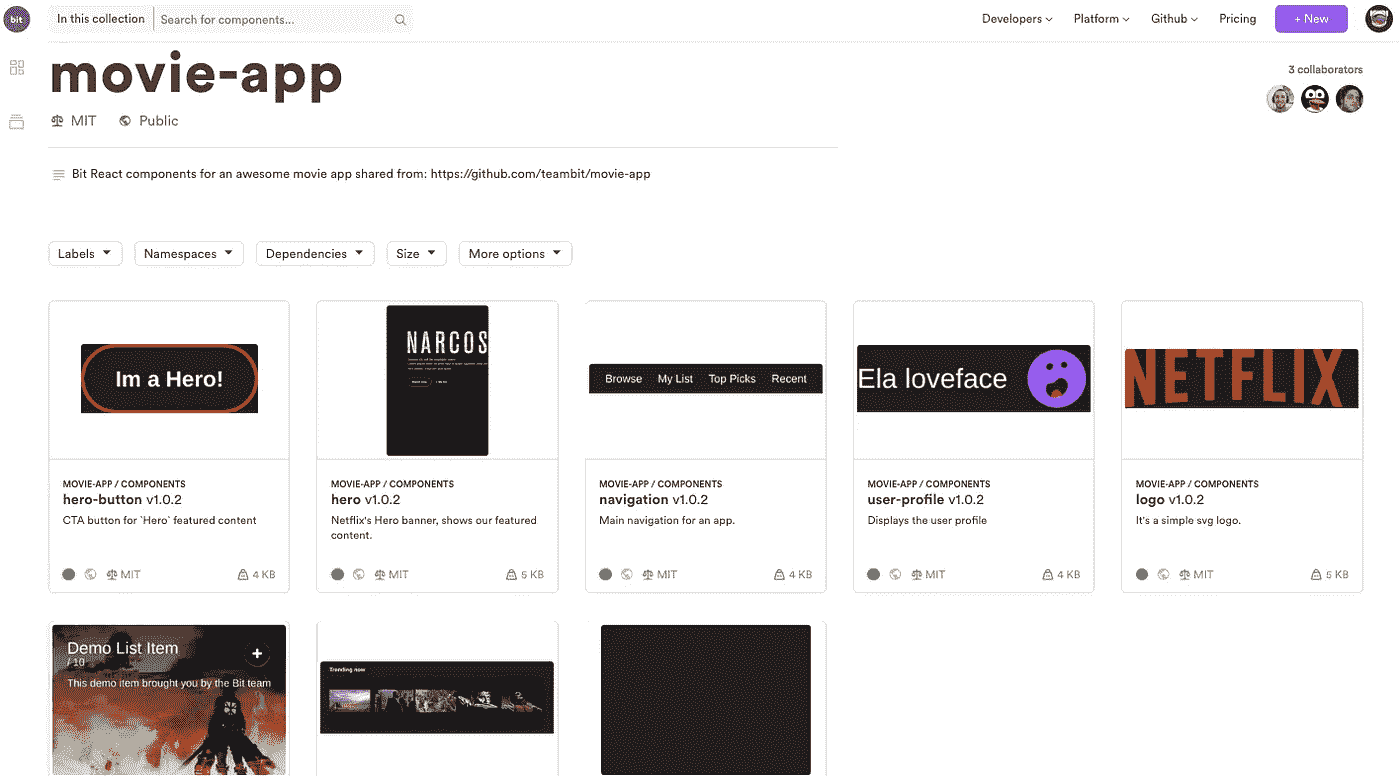 bit
In this collection
Search for components...
Developers
Platform
Github
Pricing
+ New
movie-app
3 collaborators
MIT
Public
Bit React components for an awesome movie app shared from: https://github.com/teambit/movie-app
Labels
Namespaces
Dependencies
Size
More options
Im a Hero!
MOVIE-APP / COMPONENTS
hero-button v1.0.2
CTA button for `Hero` featured content
MIT
4 KB
NARCOS
MOVIE-APP / COMPONENTS
hero v1.0.2
Netflix's Hero banner, shows our featured
content.
MIT
5 KB
Browse My List Top Picks Recent
MOVIE-APP / COMPONENTS
navigation v1.0.2
Main navigation for an app.
MIT
4 KB
Ela loveface
MOVIE-APP / COMPONENTS
user-profile v1.0.2
Displays the user profile
MIT
4 KB
NETFLIX
MOVIE-APP / COMPONENTS
logo v1.0.2
It's a simple svg logo.
MIT
5 KB
Demo List Item
/ 10
+
This demo item brought you by the Bit team
Trending now